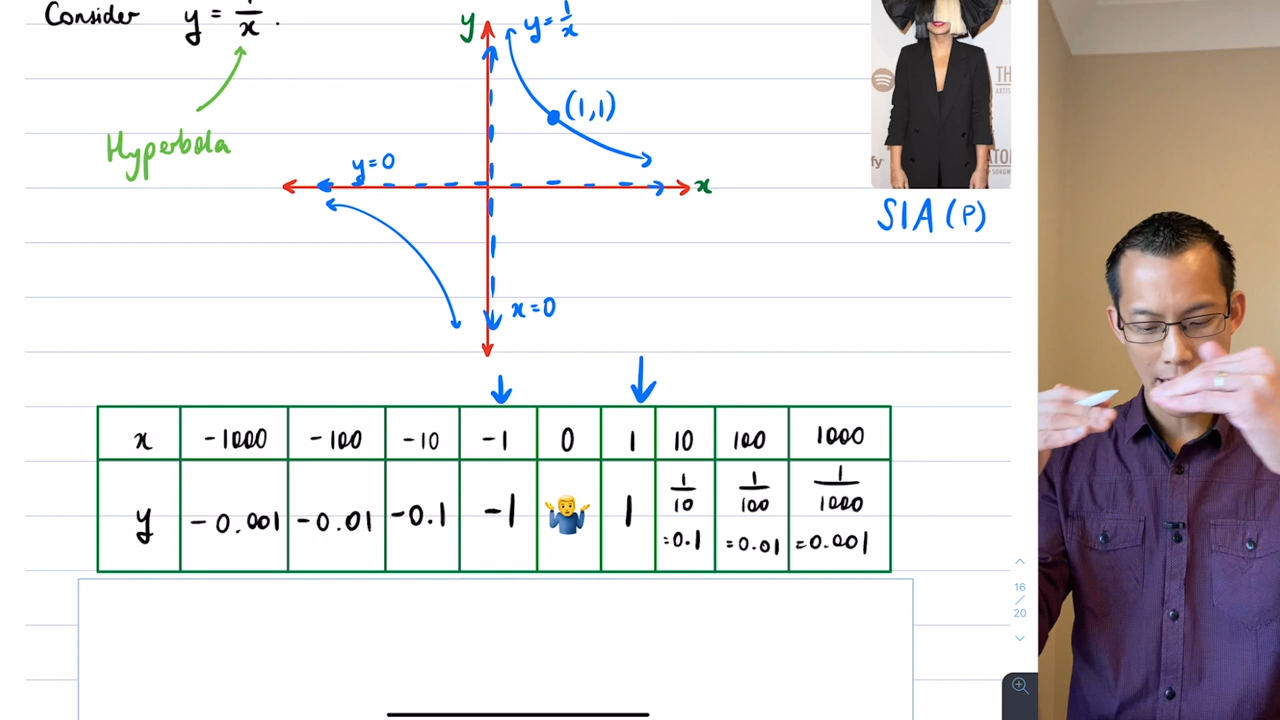 Consider y = 1/x.
Hyperbola
y
y = 1/x
(1,1)
y=0
x
x=0
SIA (P)
x -1000 -100 -10 -1 0 1 10 100 1000
y -0.001 -0.01 -0.1 -1 1 1/10 =0.1 1/100 =0.01 1/1000 =0.001
16
/
20